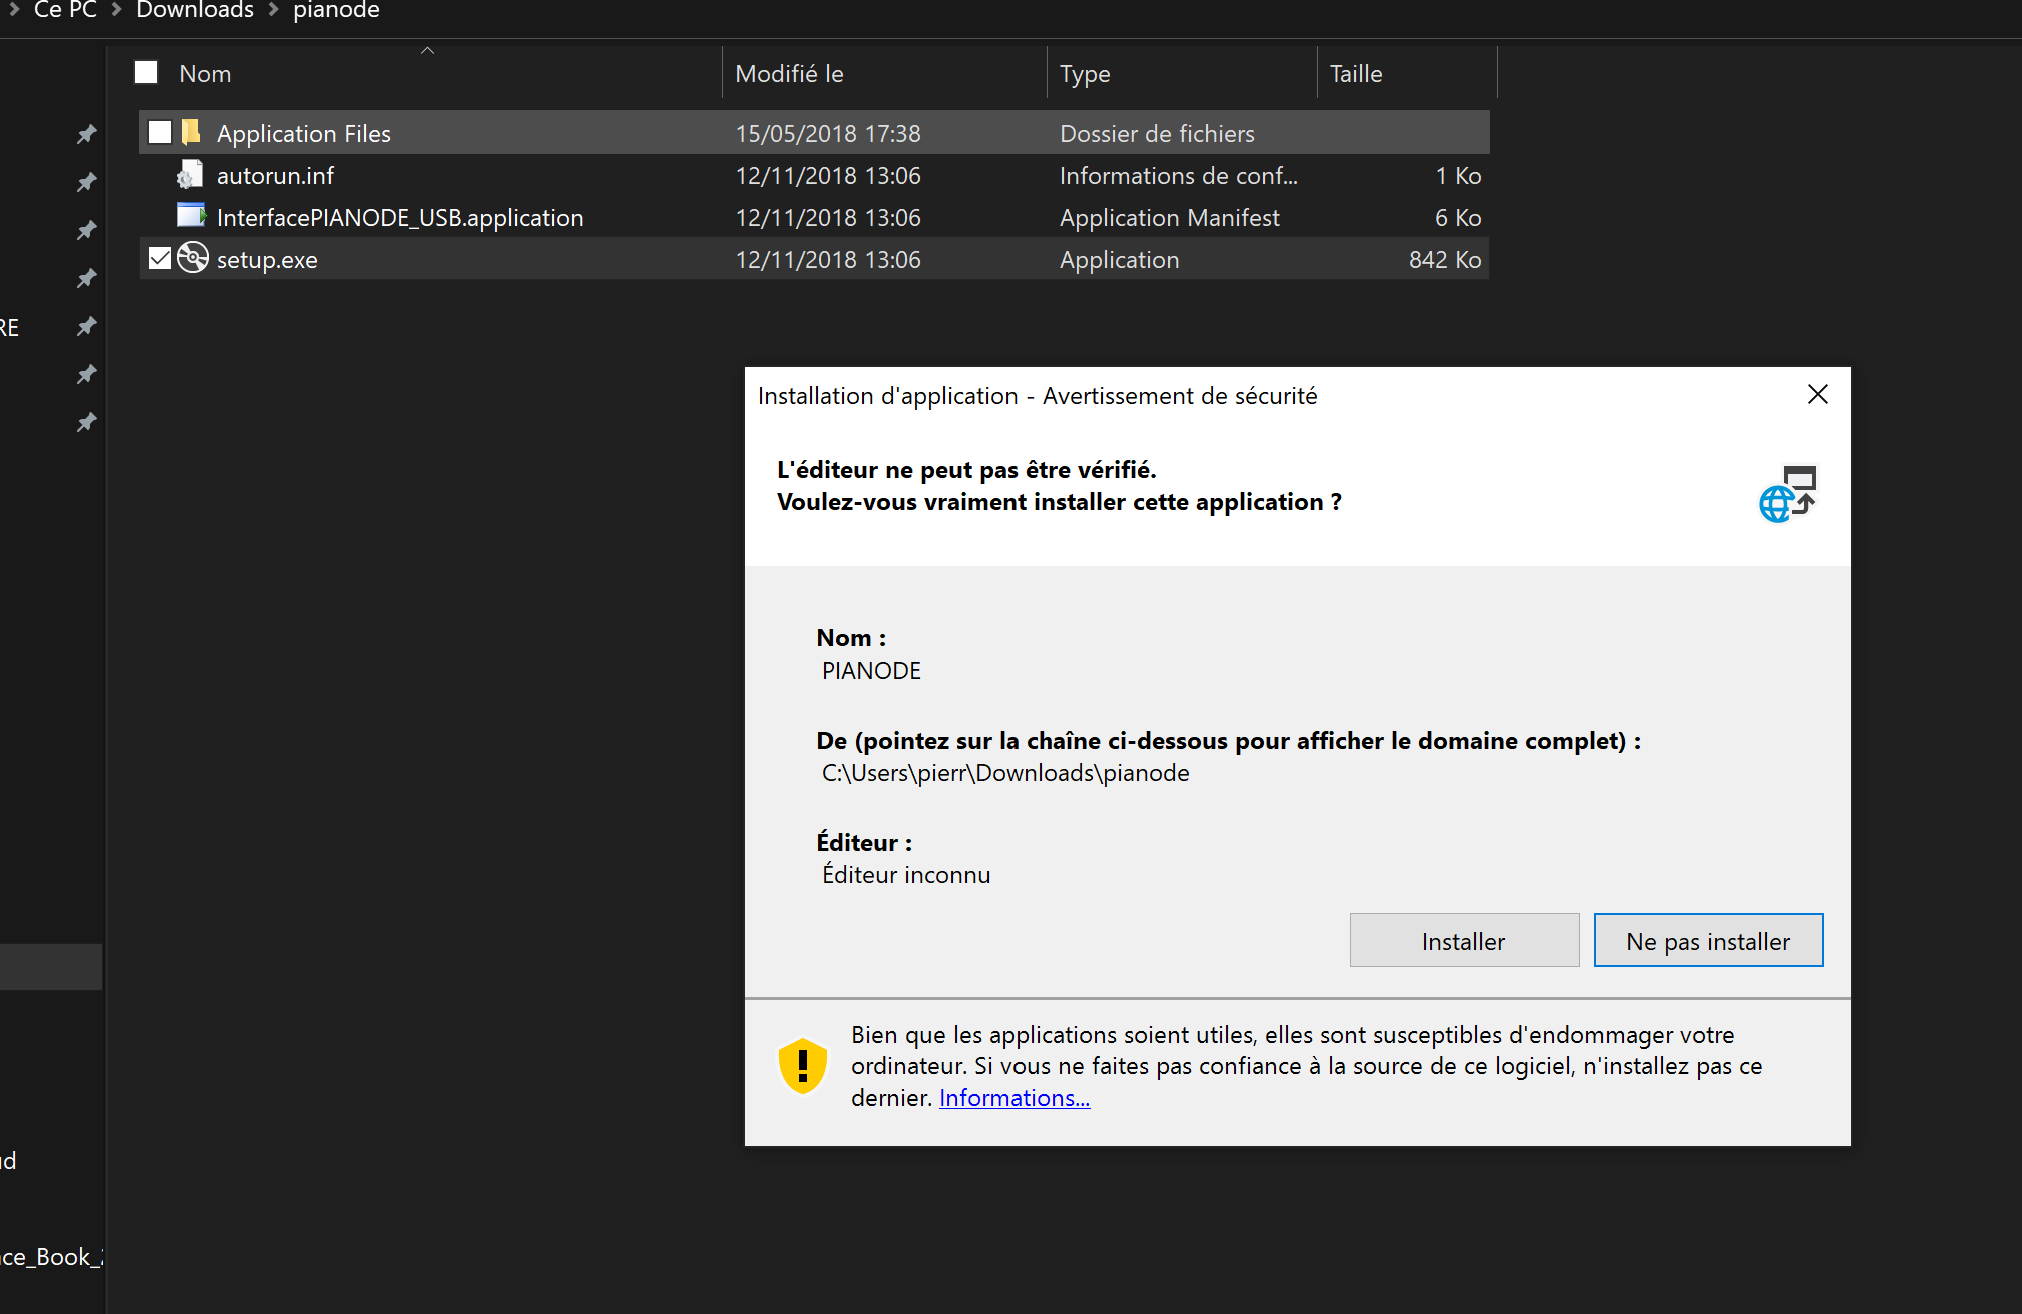 Ce PC > Downloads > pianode
Nom Modifié le Type Taille
Application Files 15/05/2018 17:38 Dossier de fichiers
autorun.inf 12/11/2018 13:06 Informations de conf... 1 Ko
InterfacePIANODE_USB.application 12/11/2018 13:06 Application Manifest 6 Ko
setup.exe 12/11/2018 13:06 Application 842 Ko
RE
Installation d'application - Avertissement de sécurité
L'éditeur ne peut pas être vérifié.
Voulez-vous vraiment installer cette application ?
Nom :
PIANODE
De (pointez sur la chaîne ci-dessous pour afficher le domaine complet) :
C:\Users\pierr\Downloads\pianode
Éditeur :
Éditeur inconnu
Installer Ne pas installer
Bien que les applications soient utiles, elles sont susceptibles d'endommager votre
ordinateur. Si vous ne faites pas confiance à la source de ce logiciel, n'installez pas ce
dernier. Informations...